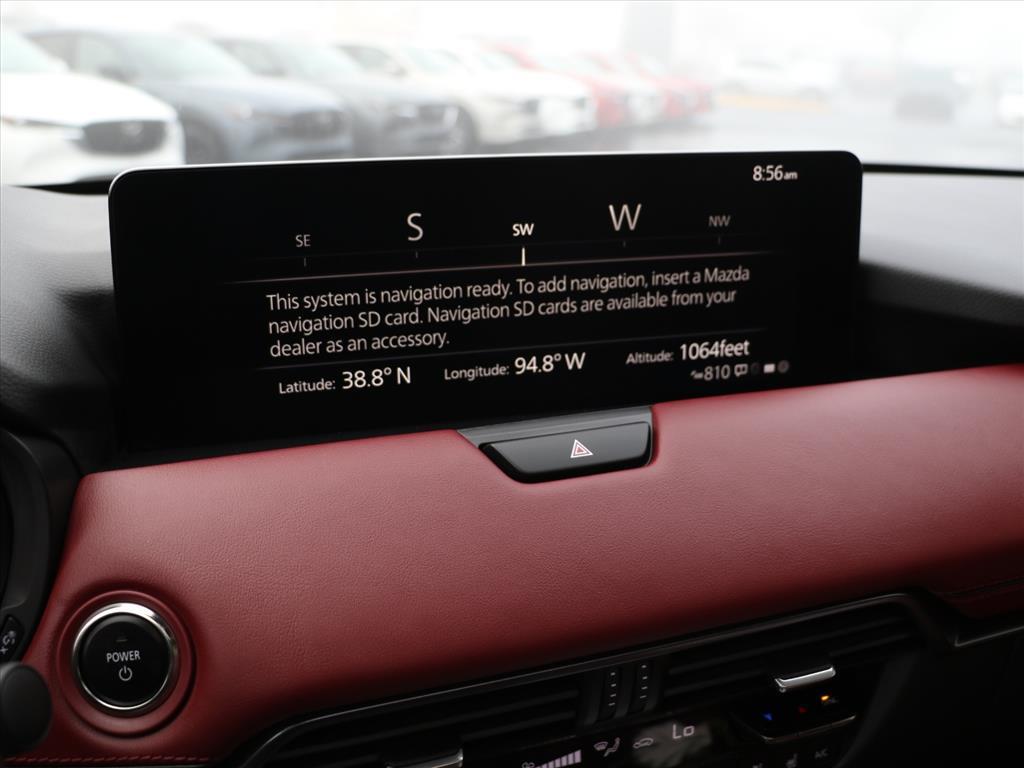 8:56am
SE S SW W NW
This system is navigation ready. To add navigation, insert a Mazda
navigation SD card. Navigation SD cards are available from your
dealer as an accessory.
Latitude: 38.8° N Longitude: 94.8° W Altitude: 1064feet
810
POWER
Lo
A/C